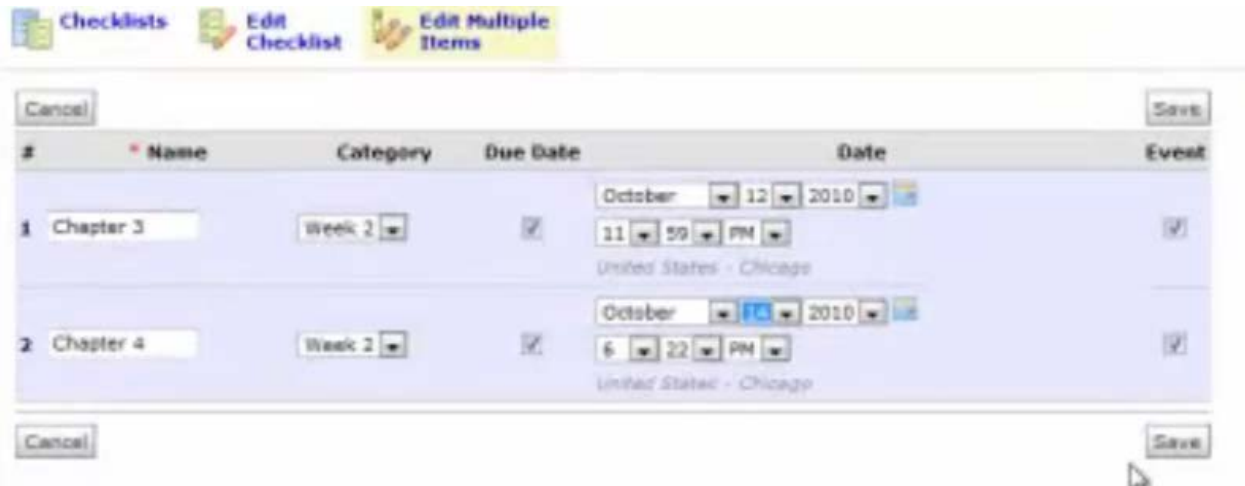 Checklists
Edit Checklist
Edit Multiple Items
Cancel Save
# * Name Category Due Date Date Event
October 12 2010
1 Chapter 3 Week 2 11 59 PM
United States - Chicago
October 14 2010
2 Chapter 4 Week 2 6 22 PM
United States - Chicago
Cancel Save